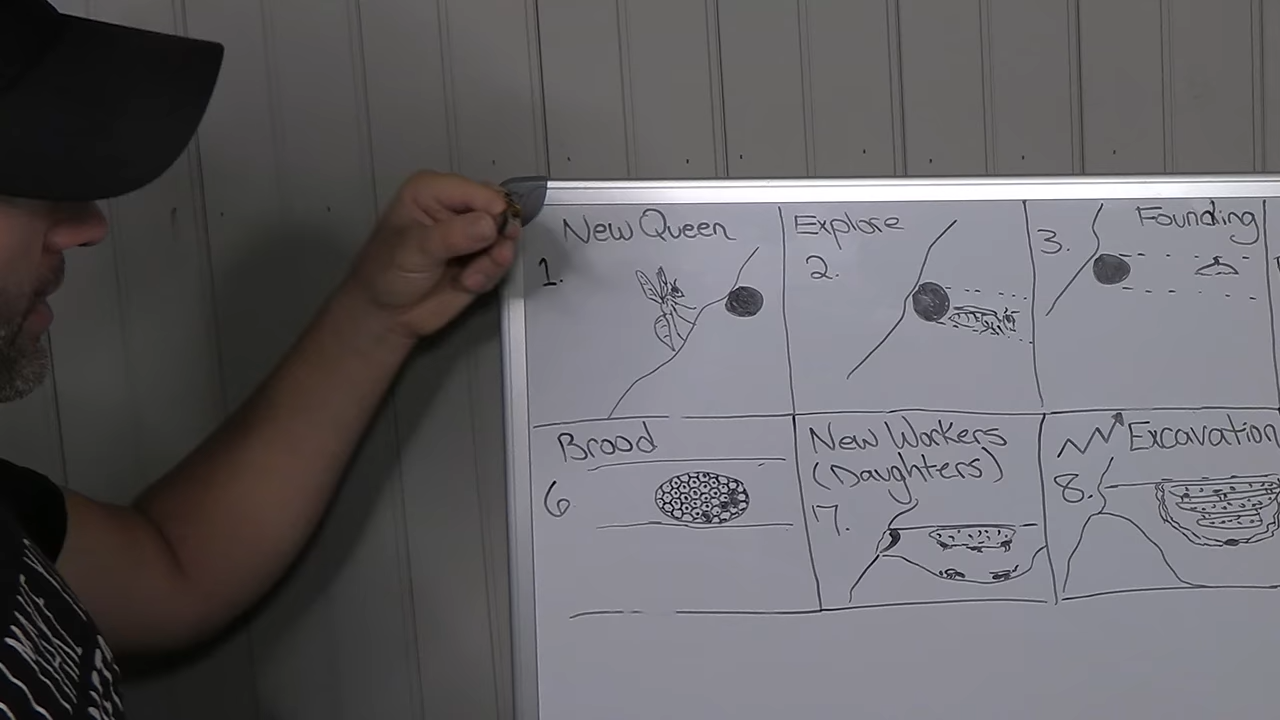 New Queen
1.
Explore
2.
3.
Founding
Brood
6
New Workers
(Daughters)
7.
Excavation
8.